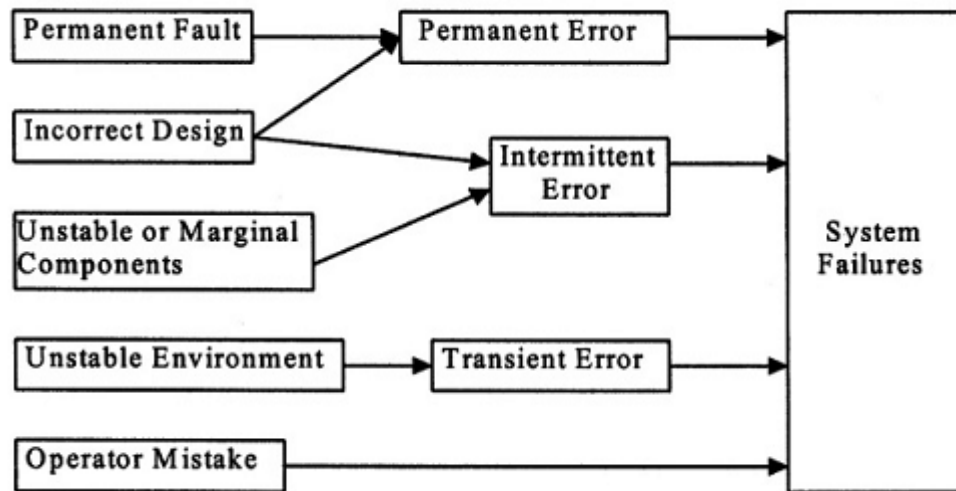 Permanent Fault
Permanent Error
Incorrect Design
Intermittent
Error
Unstable or Marginal
Components
System
Failures
Unstable Environment
Transient Error
Operator Mistake